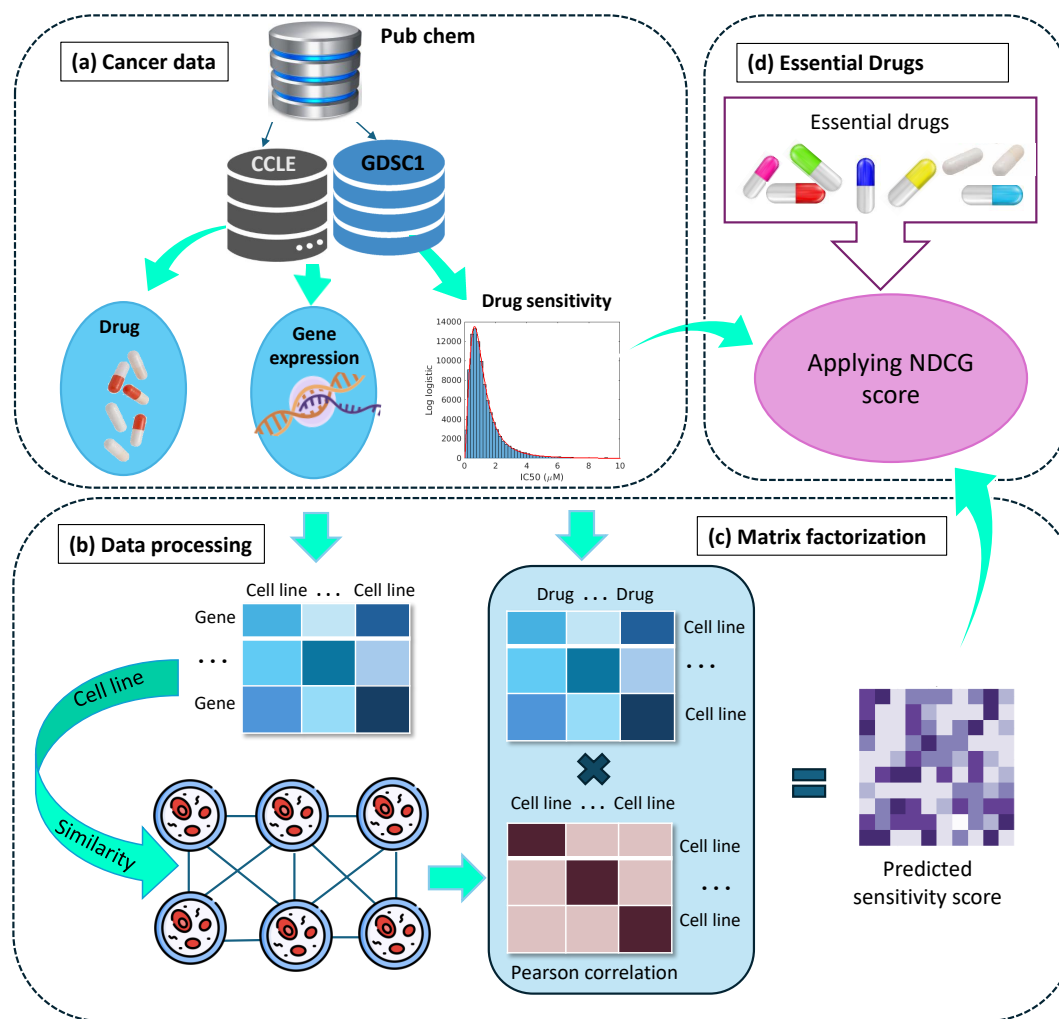 (a) Cancer data
Pub chem
CCLE
GDSC1
Drug
Gene
expression
Drug sensitivity
14000
12000
10000
8000
6000
4000
2000
0
Log logistic
0 2 4 6 8 10
IC50 (μM)
(d) Essential Drugs
Essential drugs
Applying NDCG
score
(b) Data processing
Cell line ... Cell line
Gene
...
Gene
Cell line
Similarity
(c) Matrix factorization
Drug ... Drug
Cell line
...
Cell line
Cell line ... Cell line
Cell line
...
Cell line
Pearson correlation
Predicted
sensitivity score